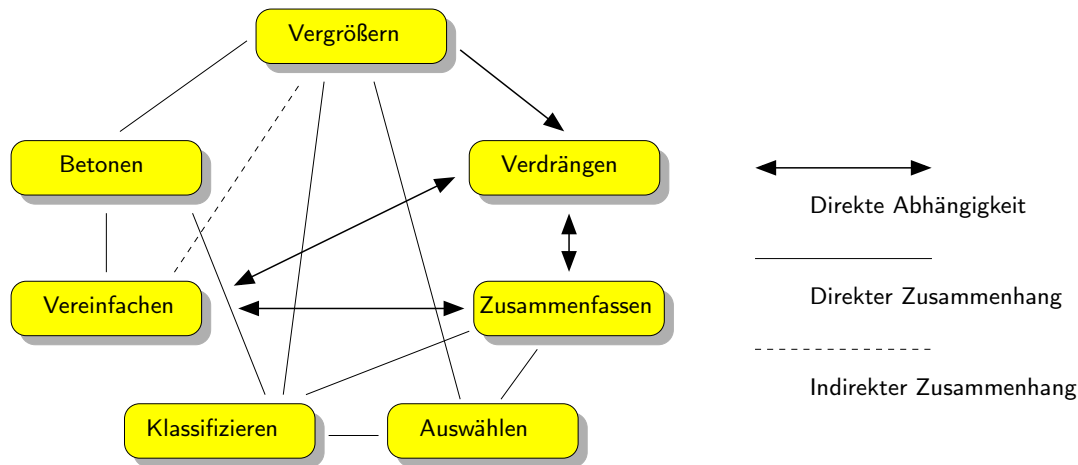 Vergrößern
Betonen
Verdrängen
Direkte Abhängigkeit
Vereinfachen
Zusammenfassen
Direkter Zusammenhang
Indirekter Zusammenhang
Klassifizieren
Auswählen